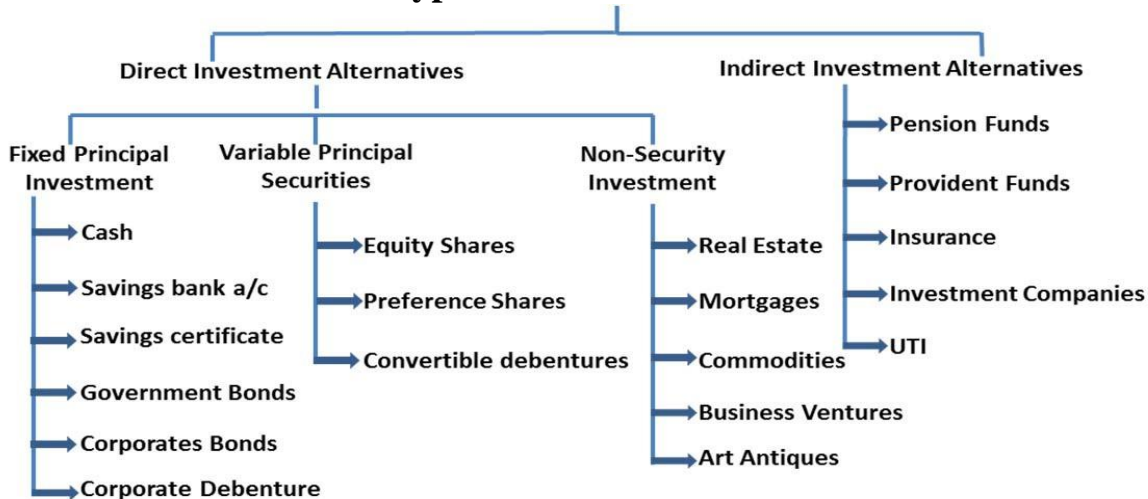 Direct Investment Alternatives
Indirect Investment Alternatives
Fixed Principal
Investment
Cash
Savings bank a/c
Savings certificate
Government Bonds
Corporates Bonds
Corporate Debenture
Variable Principal
Securities
Equity Shares
Preference Shares
Convertible debentures
Non-Security
Investment
Real Estate
Mortgages
Commodities
Business Ventures
Art Antiques
Pension Funds
Provident Funds
Insurance
Investment Companies
UTI